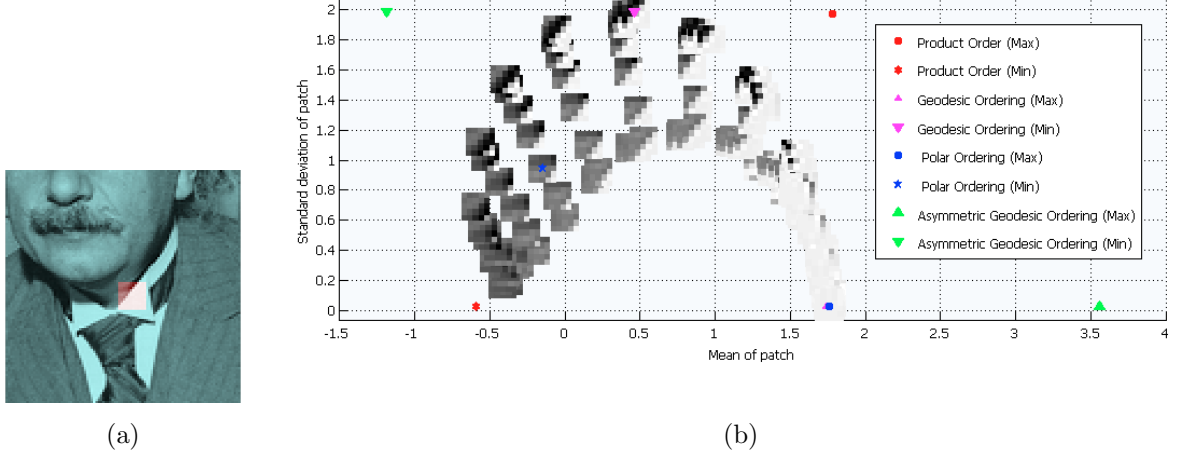 2
1.8
1.6
1.4
1.2
1
0.8
0.6
0.4
0.2
0
Standard deviation of patch
-1.5 -1 -0.5 0 0.5 1 1.5 2 2.5 3 3.5 4
Mean of patch
Product Order (Max)
Product Order (Min)
Geodesic Ordering (Max)
Geodesic Ordering (Min)
Polar Ordering (Max)
Polar Ordering (Min)
Asymmetric Geodesic Ordering (Max)
Asymmetric Geodesic Ordering (Min)
(a) (b)